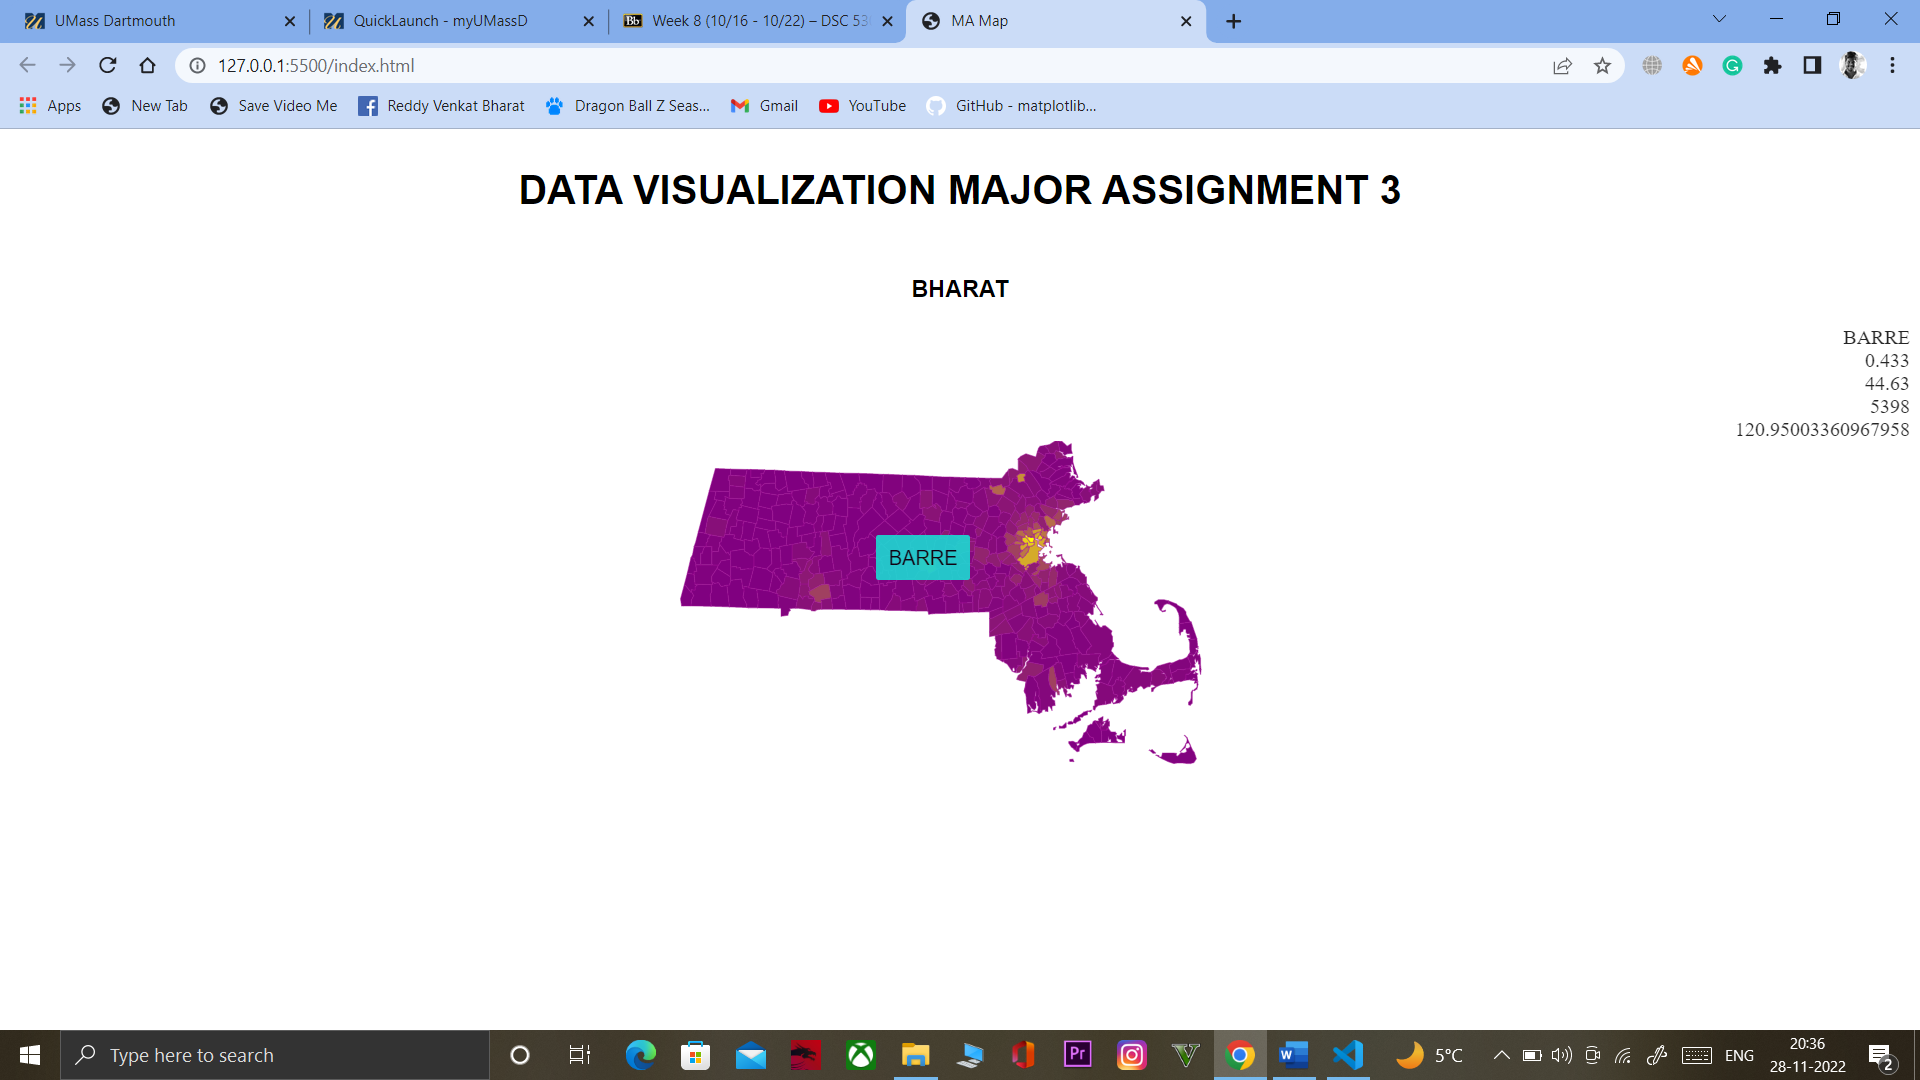 UMass Dartmouth
QuickLaunch - myUMassD
Bb Week 8 (10/16 - 10/22) – DSC 53
MA Map
127.0.0.1:5500/index.html
Apps
New Tab
Save Video Me
Reddy Venkat Bharat
Dragon Ball Z Seas...
Gmail
YouTube
GitHub - matplotlib...
DATA VISUALIZATION MAJOR ASSIGNMENT 3
BHARAT
BARRE
0.433
44.63
5398
120.95003360967958
BARRE
Type here to search
Pr
W
5°C
ENG
20:36
28-11-2022
2